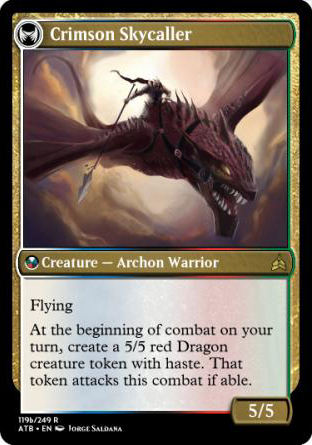 Crimson Skycaller
Creature — Archon Warrior
Flying
At the beginning of combat on your
turn, create a 5/5 red Dragon
creature token with haste. That
token attacks this combat if able.
119b/249 R
ATB • EN Jorge Saldana
5/5